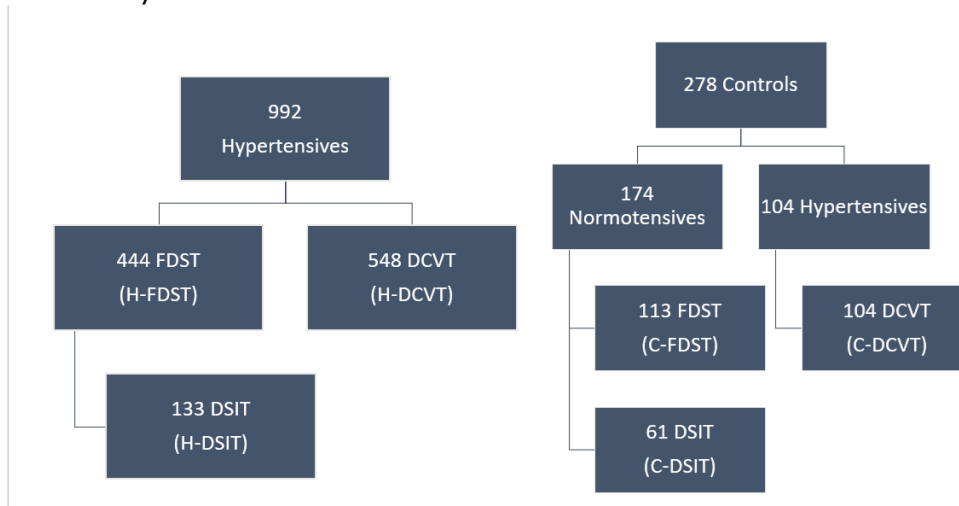 992
Hypertensives
444 FDST
(H-FDST)
548 DCVT
(H-DCVT)
133 DSIT
(H-DSIT)
278 Controls
174
Normotensives
104 Hypertensives
113 FDST
(C-FDST)
104 DCVT
(C-DCVT)
61 DSIT
(C-DSIT)